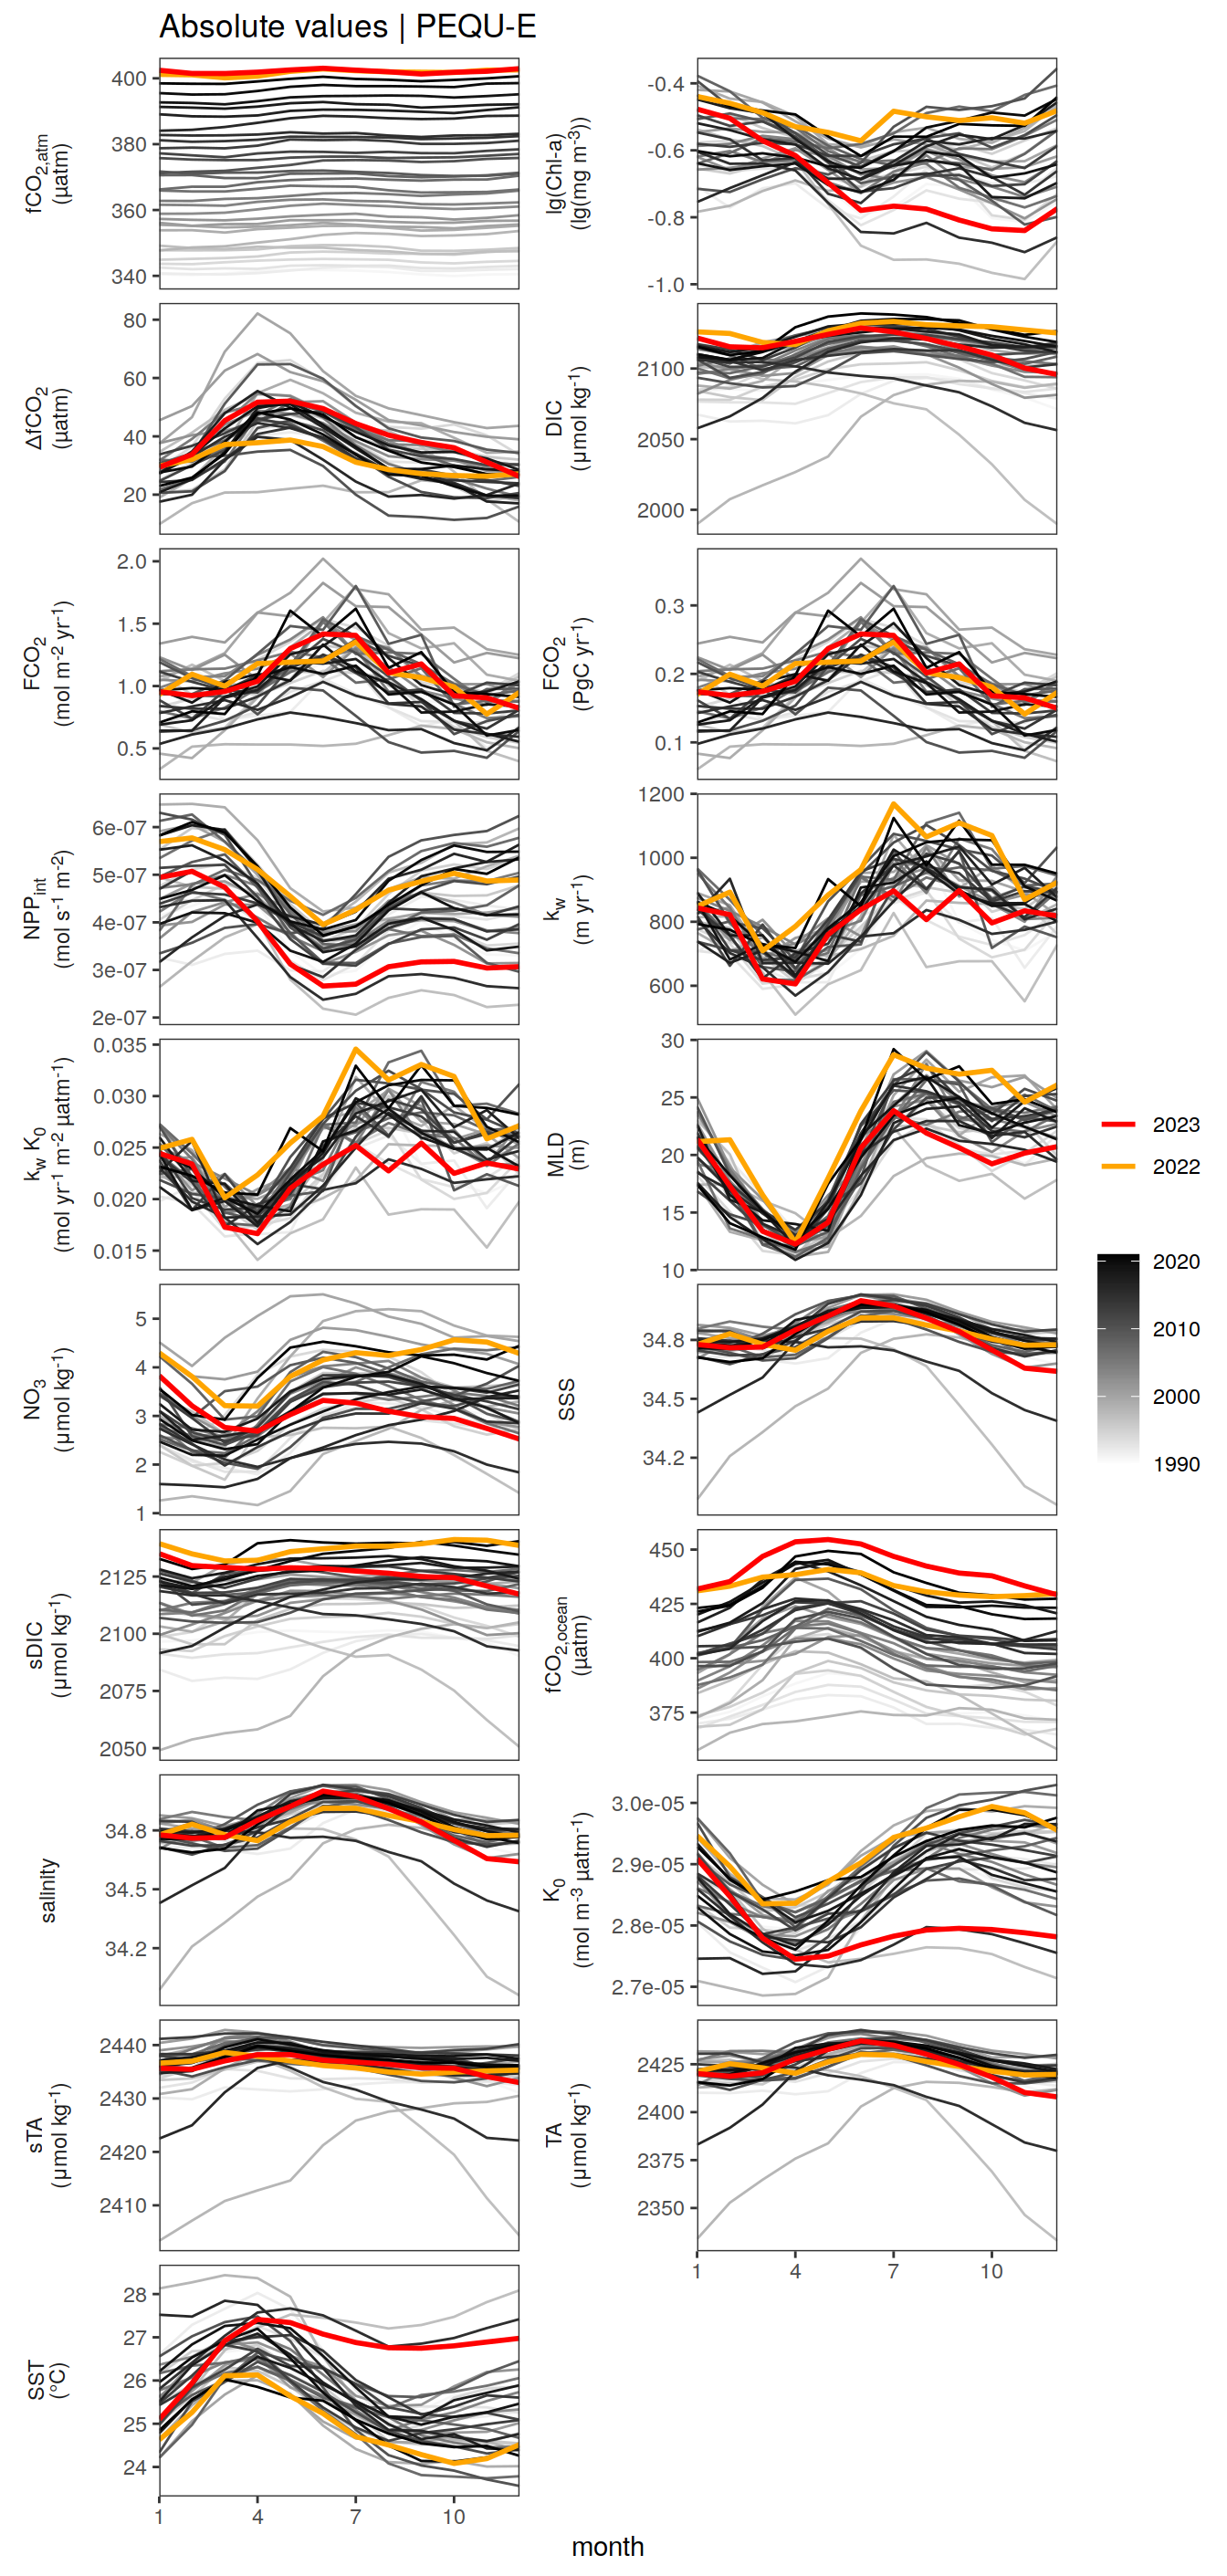 Absolute values | PEQU-E
fCO2,atm
(µatm)
400
380
360
340
lg(Chl-a)
(lg(mg m-3))
-0.4
-0.6
-0.8
-1.0
ΔfCO2
(µatm)
80
60
40
20
DIC
(µmol kg-1)
2100
2050
2000
FCO2
(mol m-2 yr-1)
2.0
1.5
1.0
0.5
FCO2
(PgC yr-1)
0.3
0.2
0.1
NPPint
(mol s-1 m-2)
6e-07
5e-07
4e-07
3e-07
2e-07
kw
(m yr-1)
1200
1000
800
600
kw K0
(mol yr-1 m-2 µatm-1)
0.035
0.030
0.025
0.020
0.015
MLD
(m)
30
25
20
15
10
2023
2022
2020
2010
2000
1990
NO3
(µmol kg-1)
5
4
3
2
1
SSS
34.8
34.5
34.2
sDIC
(µmol kg-1)
2125
2100
2075
2050
fCO2,ocean
(µatm)
450
425
400
375
salinity
34.8
34.5
34.2
K0
(mol m-3 µatm-1)
3.0e-05
2.9e-05
2.8e-05
2.7e-05
sTA
(µmol kg-1)
2440
2430
2420
2410
TA
(µmol kg-1)
2425
2400
2375
2350
1 4 7 10
SST
(°C)
28
27
26
25
24
1 4 7 10
month